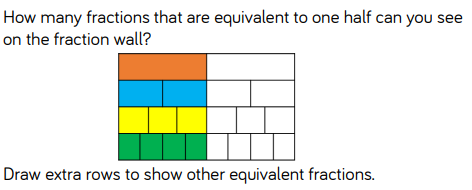 How many fractions that are equivalent to one half can you see
on the fraction wall?
Draw extra rows to show other equivalent fractions.